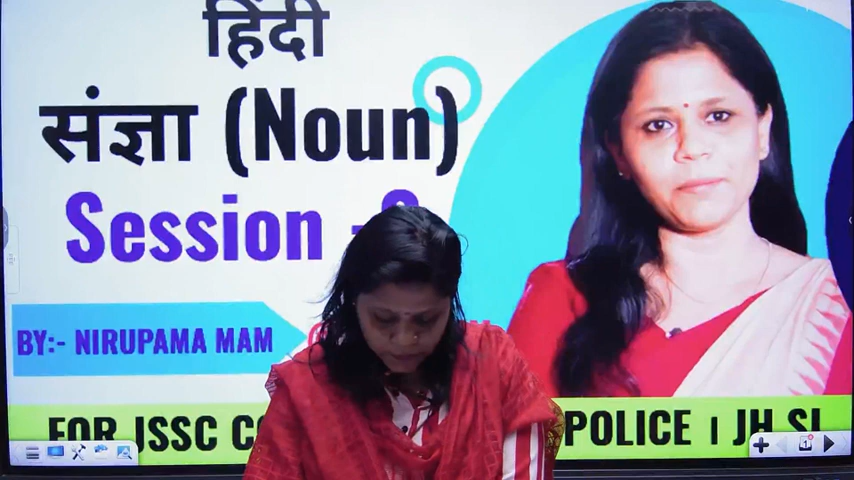 हिंदी
संज्ञा (Noun)
Session -
BY:- NIRUPAMA MAM
FOR JSSC POLICE । JH SI